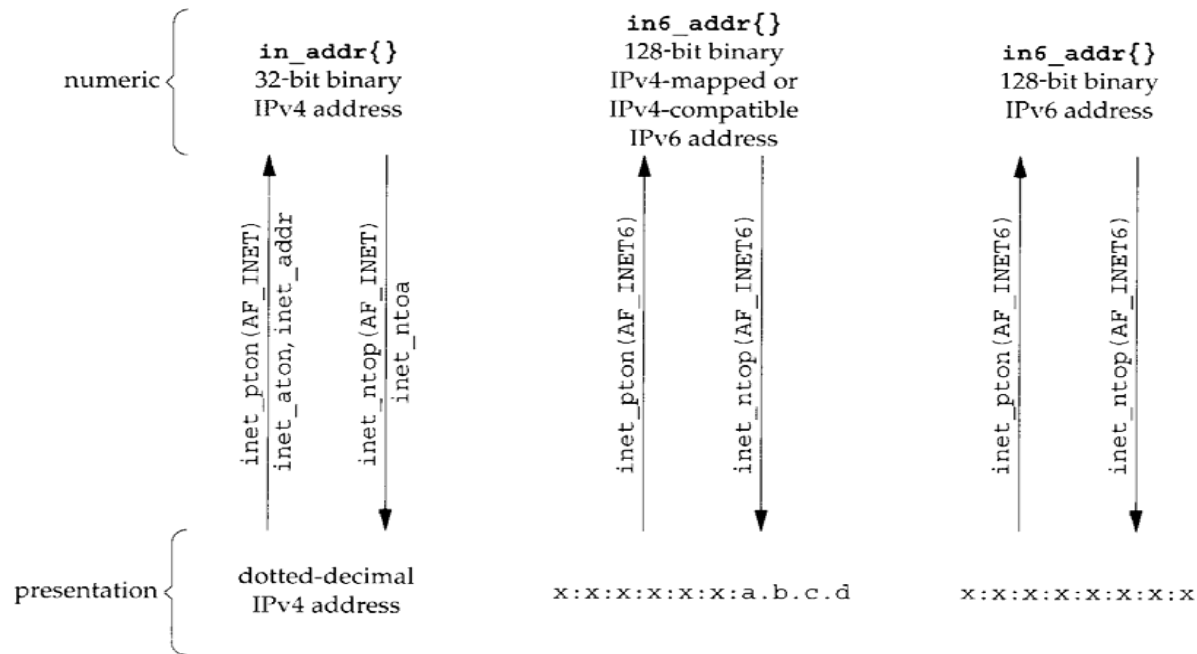 numeric
in_addr{}
32-bit binary
IPv4 address
in6_addr{}
128-bit binary
IPv4-mapped or
IPv4-compatible
IPv6 address
in6_addr{}
128-bit binary
IPv6 address
inet_pton(AF_INET)
inet_aton,inet_addr
inet_ntop(AF_INET)
inet_ntoa
inet_pton(AF_INET6)
inet_ntop(AF_INET6)
inet_pton(AF_INET6)
inet_ntop(AF_INET6)
presentation
dotted-decimal
IPv4 address
x:x:x:x:x:x:a.b.c.d
x:x:x:x:x:x:x:x